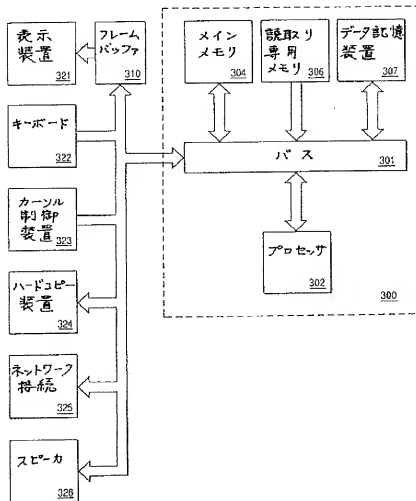 表示
装置
321
フレーム
バッファ
310
キーボード
322
カーソル
制御
装置
323
ハードコピー
装置
324
ネットワーク
接続
325
スピーカ
326
メイン
メモリ
304
読取り
専用
メモリ
306
データ記憶
装置
307
バス
301
プロセッサ
302
300